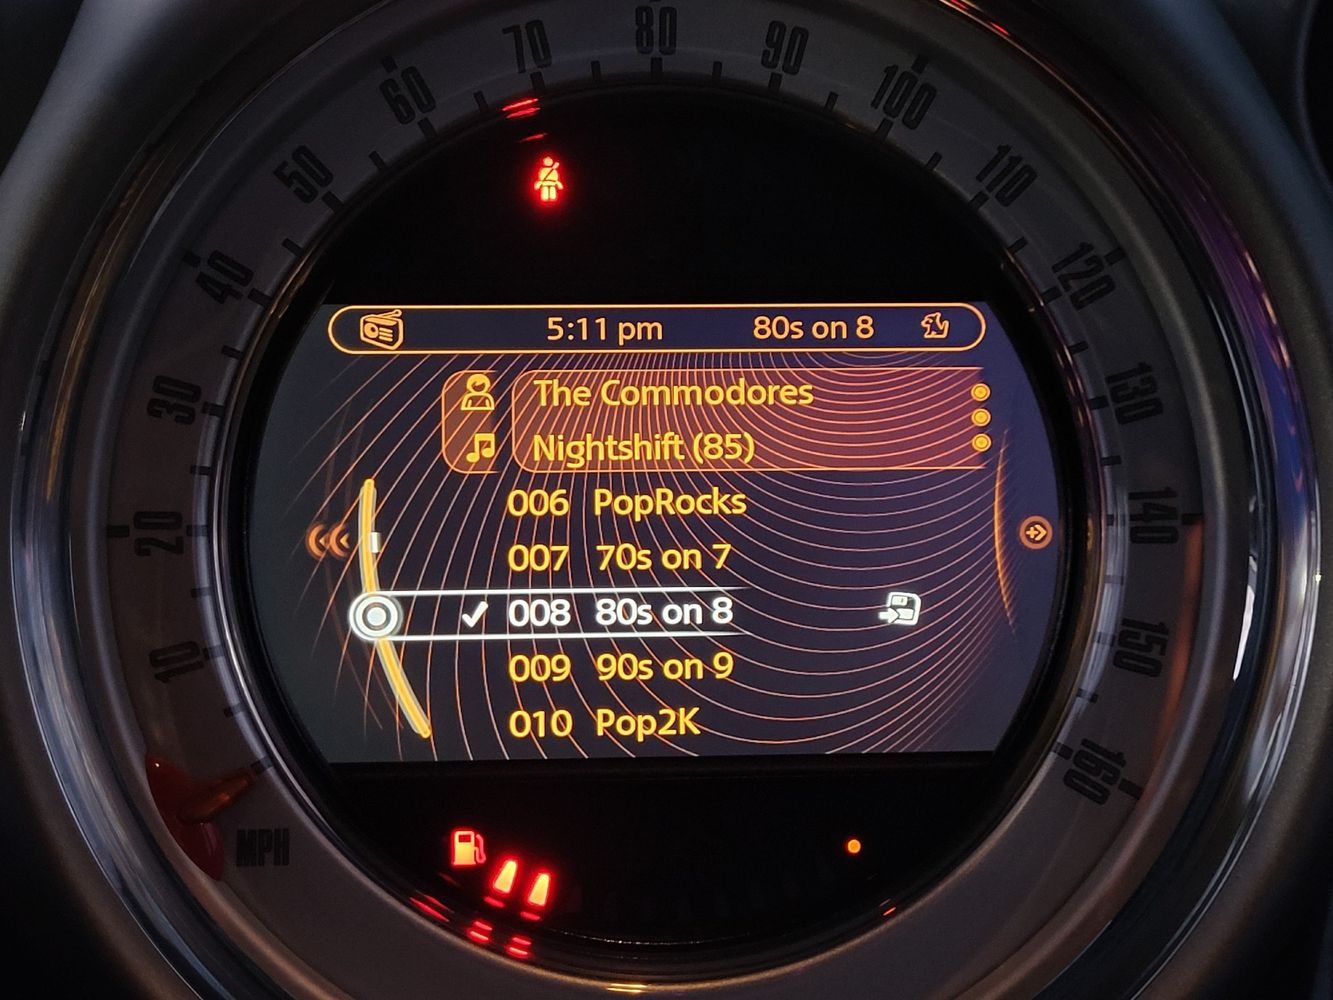 10
20
30
40
50
60
70
80
90
100
110
120
130
140
150
160
MPH
5:11 pm 80s on 8
The Commodores
Nightshift (85)
006 PopRocks
007 70s on 7
008 80s on 8
009 90s on 9
010 Pop2K